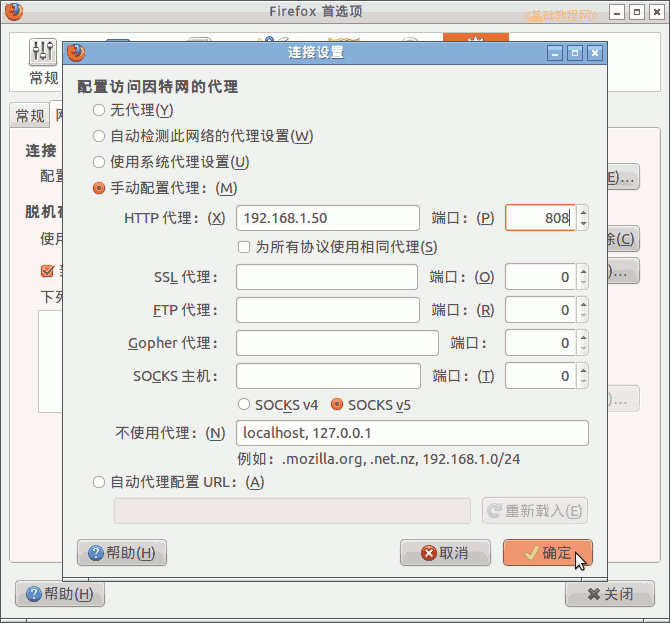 Firefox 首选项
《基础教程网》
连接设置
常规
配置访问因特网的代理
无代理(Y)
常规
自动检测此网络的代理设置(W)
连接
使用系统代理设置(U)
配置
手动配置代理：(M)
E)...
HTTP 代理：(X) 192.168.1.50 端口：(P) 808
脱机
使用
为所有协议使用相同代理(S)
除(C)
SSL 代理： 端口：(O) 0
)...
下列
FTP 代理： 端口：(R) 0
Gopher 代理： 端口： 0
SOCKS 主机： 端口：(T) 0
SOCKS v4 SOCKS v5
)...
不使用代理：(N) localhost, 127.0.0.1
例如：.mozilla.org, .net.nz, 192.168.1.0/24
自动代理配置 URL：(A)
重新载入(E)
帮助(H) 取消 确定
帮助(H) 关闭